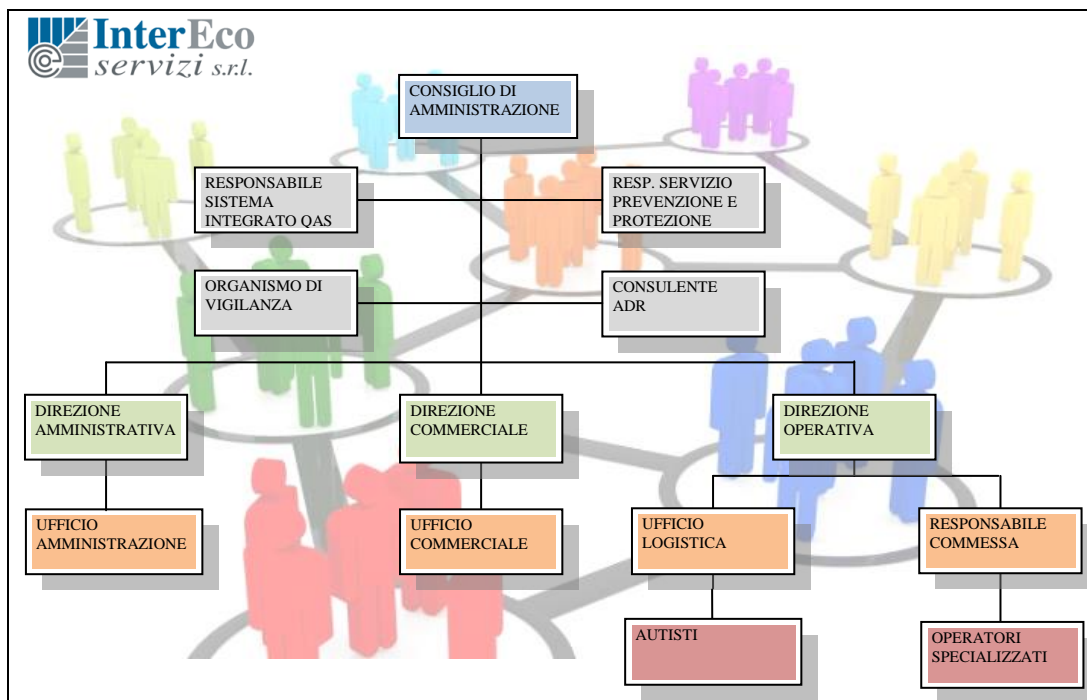 InterEco
servizi s.r.l.
CONSIGLIO DI
AMMINISTRAZIONE
RESPONSABILE
SISTEMA
INTEGRATO QAS
RESP. SERVIZIO
PREVENZIONE E
PROTEZIONE
ORGANISMO DI
VIGILANZA
CONSULENTE
ADR
DIREZIONE
AMMINISTRATIVA
DIREZIONE
COMMERCIALE
DIREZIONE
OPERATIVA
UFFICIO
AMMINISTRAZIONE
UFFICIO
COMMERCIALE
UFFICIO
LOGISTICA
RESPONSABILE
COMMESSA
AUTISTI
OPERATORI
SPECIALIZZATI